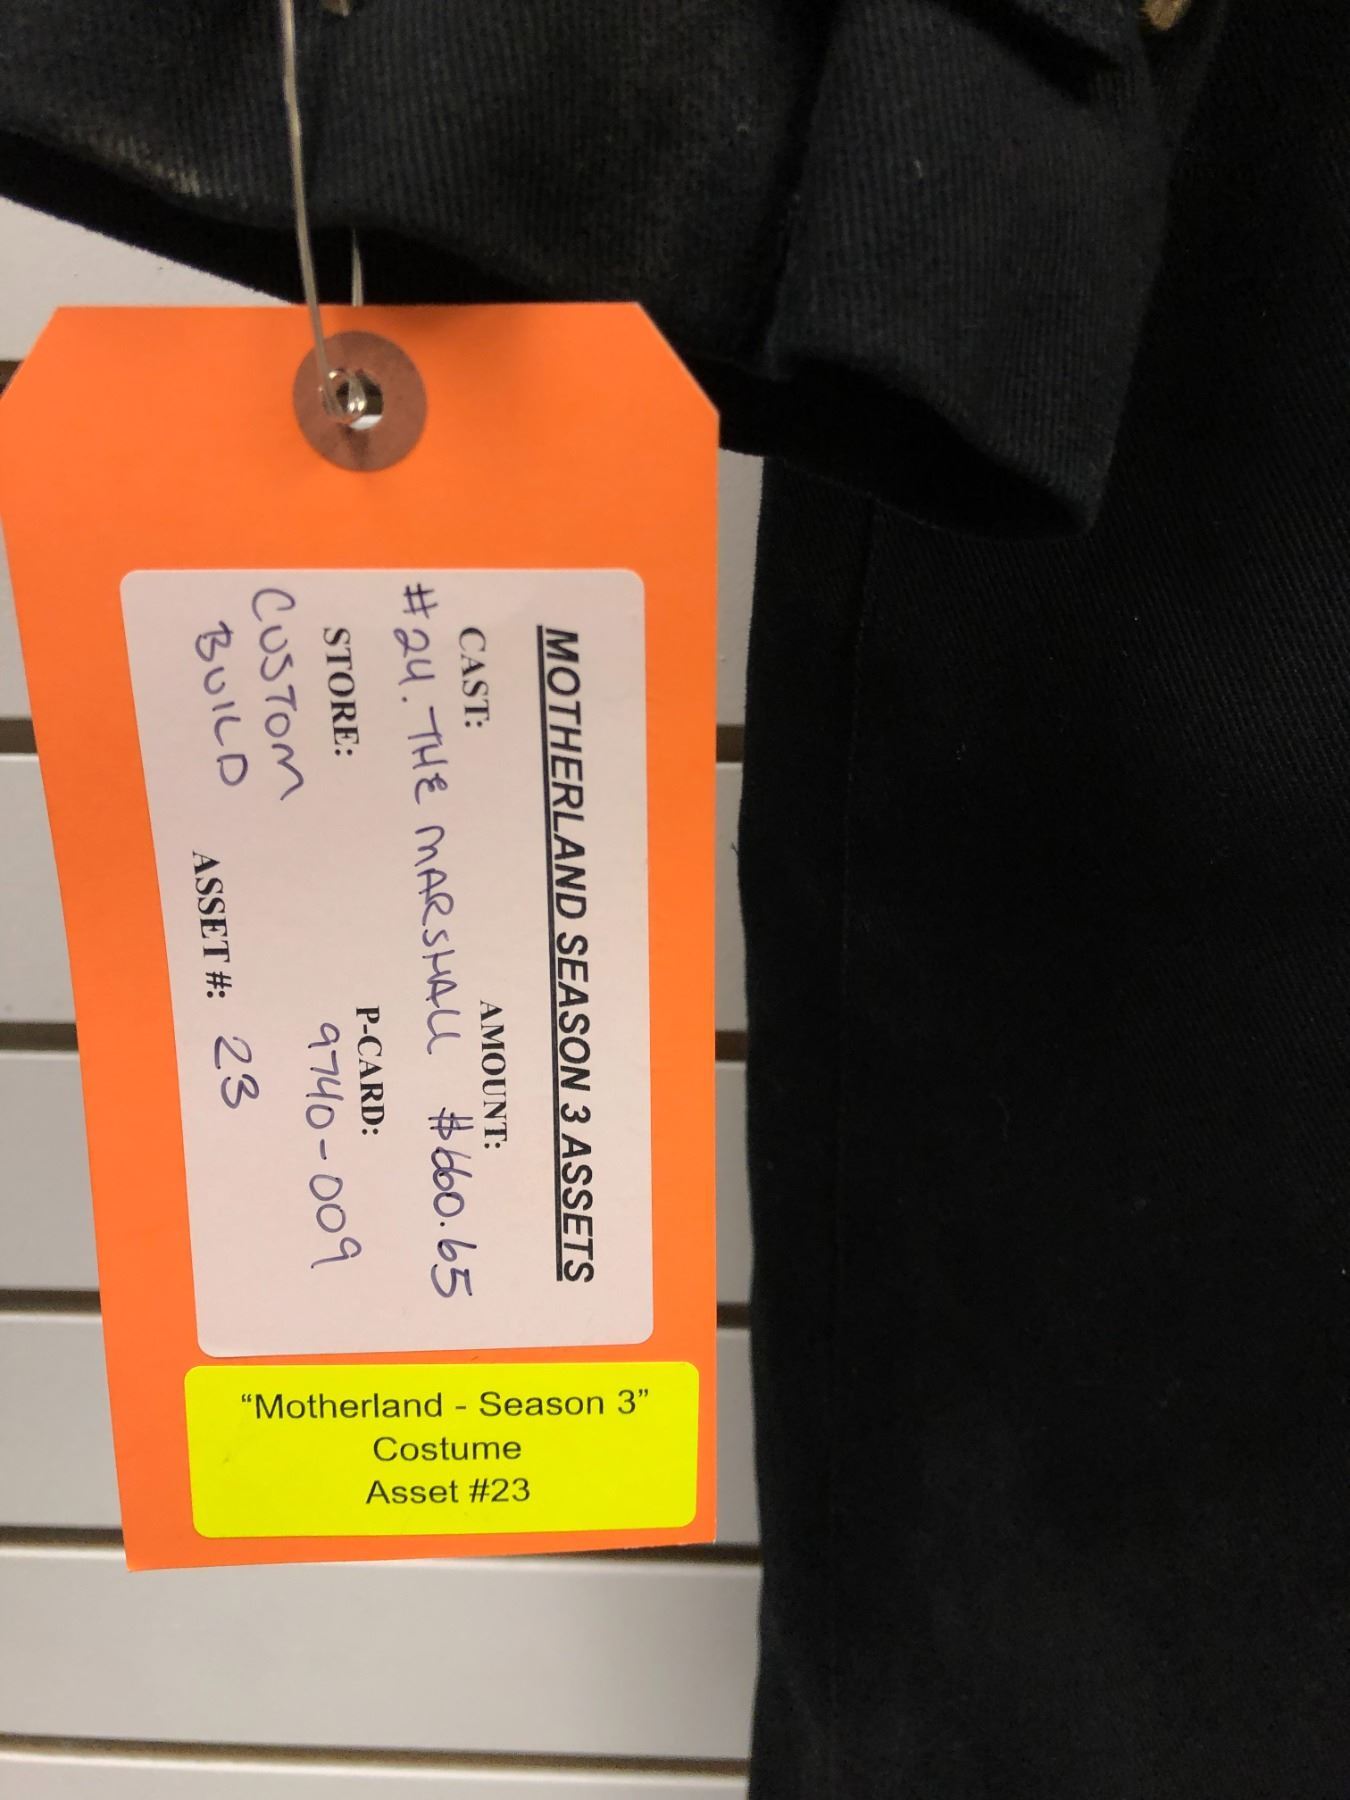 MOTHERLAND SEASON 3 ASSETS
CAST: AMOUNT:
#24. THE MARSHALL $660.65
STORE: P-CARD:
CUSTOM 9740-009
BUILD
ASSET #: 23
“Motherland - Season 3”
Costume
Asset #23